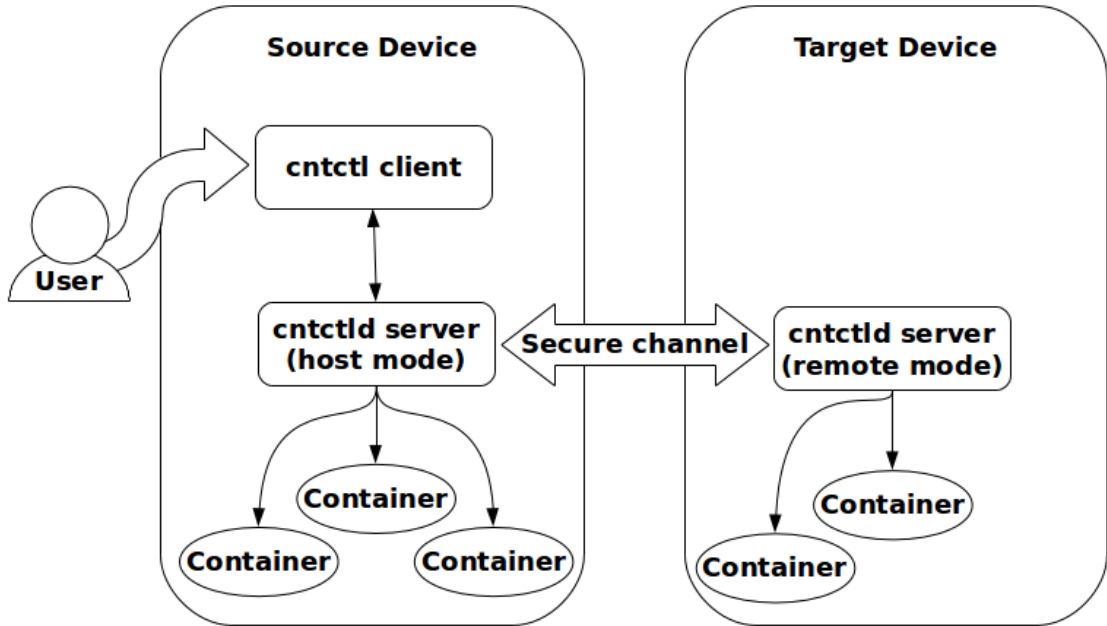 Source Device
Target Device
cntctl client
User
cntctld server
(host mode)
Secure channel
cntctld server
(remote mode)
Container
Container
Container
Container
Container